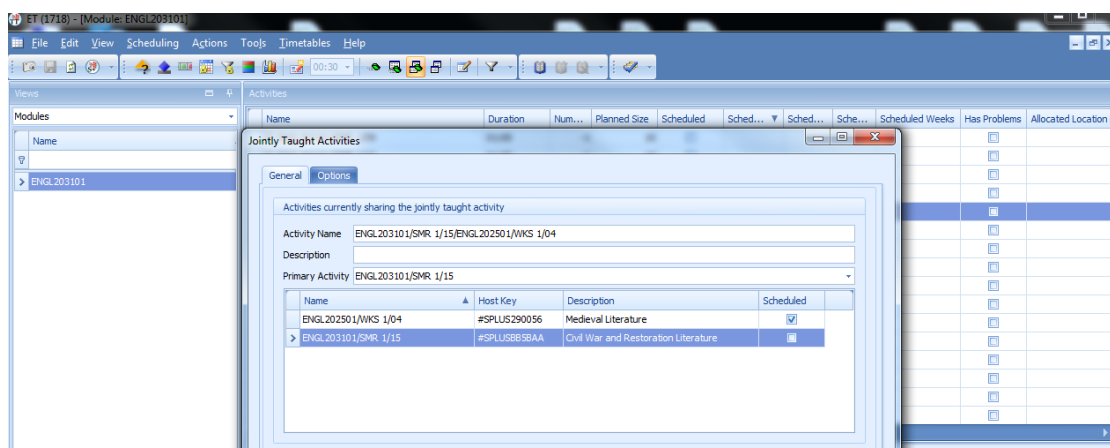 ET (1718) - [Module: ENGL203101]
File Edit View Scheduling Actions Tools Timetables Help
00:30
Views
Activities
Modules
Name Duration Num... Planned Size Scheduled Sched... Sched... Sche... Scheduled Weeks Has Problems Allocated Location
Name
Jointly Taught Activities
ENGL203101
General Options
Activities currently sharing the jointly taught activity
Activity Name ENGL203101/SMR 1/15/ENGL202501/WKS 1/04
Description
Primary Activity ENGL203101/SMR 1/15
Name Host Key Description Scheduled
ENGL202501/WKS 1/04 #SPLUS290056 Medieval Literature
ENGL203101/SMR 1/15 #SPLUSBB5BAA Civil War and Restoration Literature